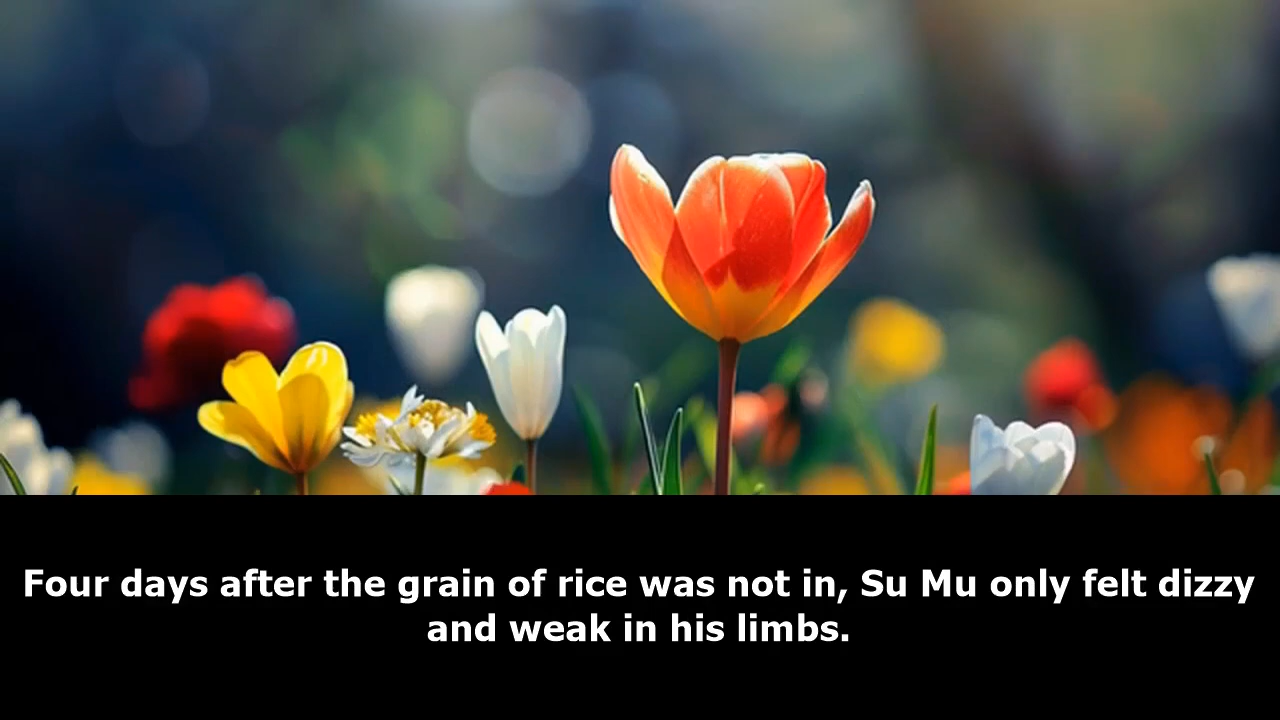 Four days after the grain of rice was not in, Su Mu only felt dizzy
and weak in his limbs.